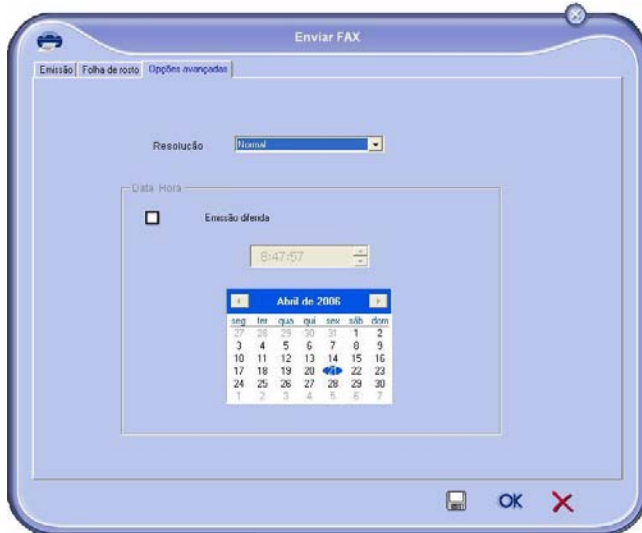 Enviar FAX
Emissão Folha de rosto Opções avançadas
Resolução Normal
Data Hora
Emissão diferida
8:47:57
Abril de 2006
seg ter qua qui sex sáb dom
27 28 29 30 31 1 2
3 4 5 6 7 8 9
10 11 12 13 14 15 16
17 18 19 20 21 22 23
24 25 26 27 28 29 30
1 2 3 4 5 6 7
OK